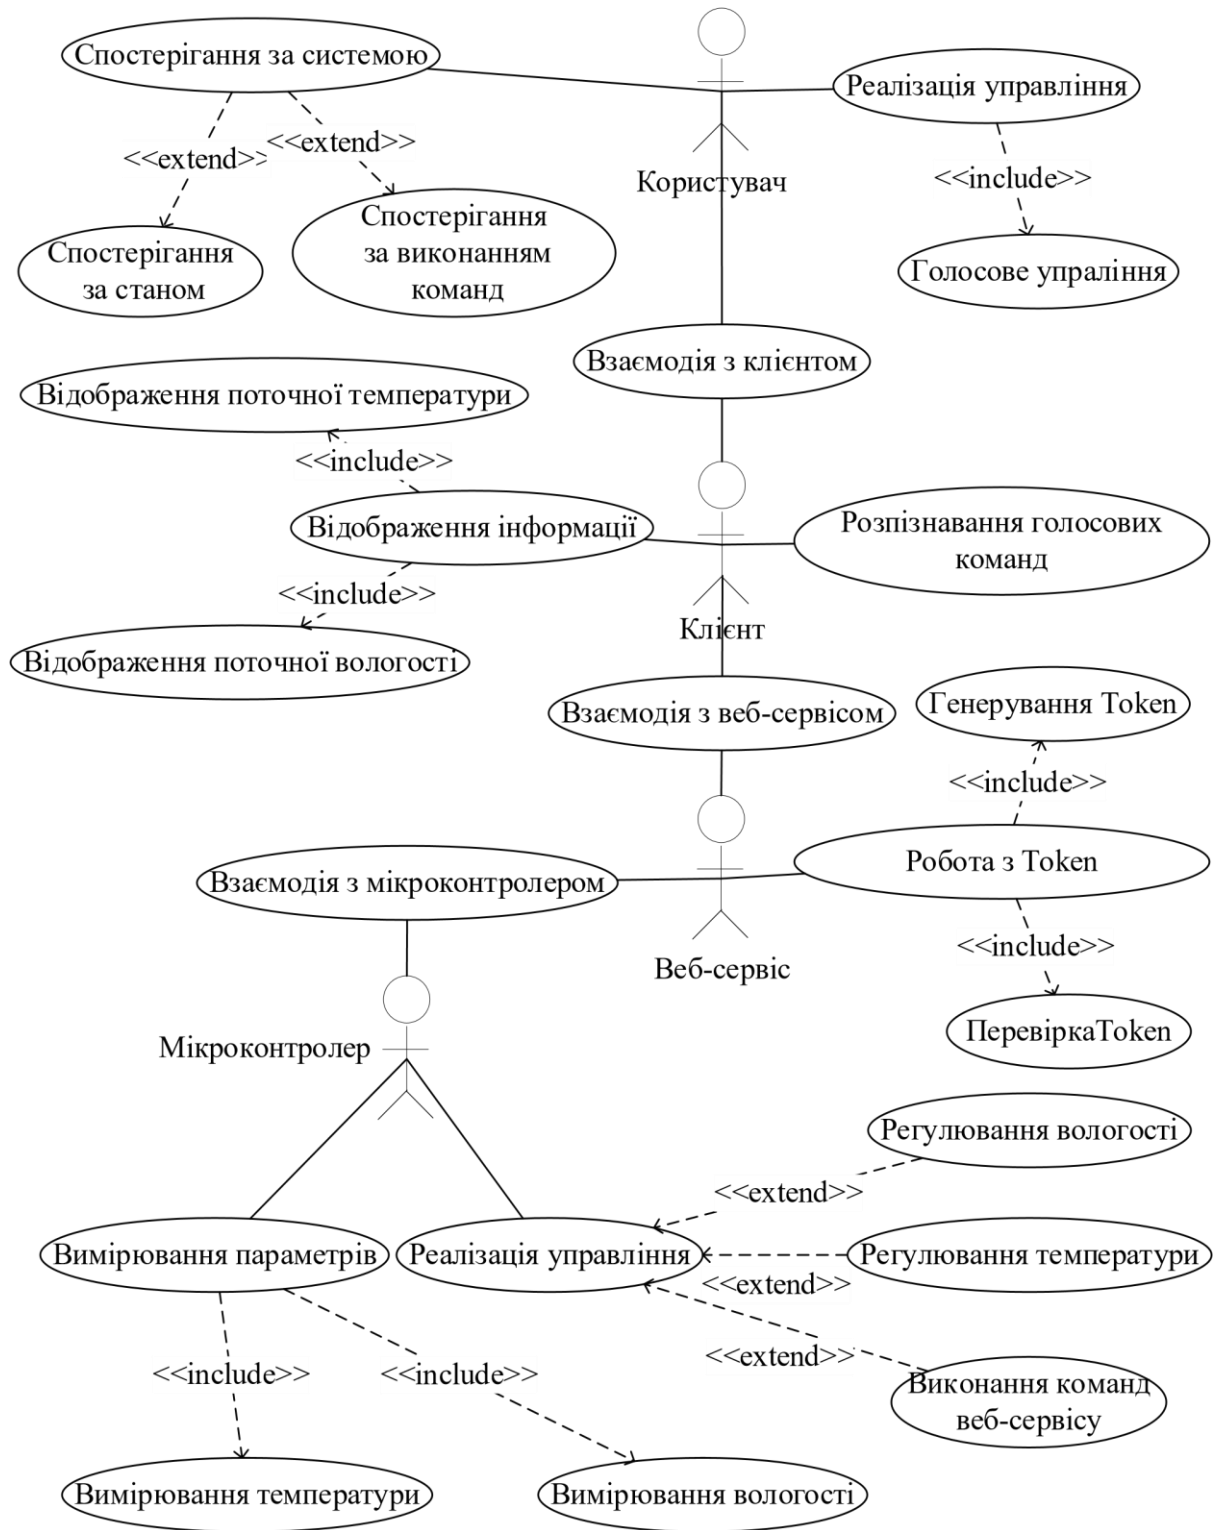 Спостерігання за системою
Реалізація управління
<<extend>>
<<extend>>
<<include>>
Користувач
Спостерігання
за станом
Спостерігання
за виконанням
команд
Голосове упраління
Взаємодія з клієнтом
Відображення поточної температури
<<include>>
Відображення інформації
Розпізнавання голосових
команд
<<include>>
Клієнт
Відображення поточної вологості
Взаємодія з веб-сервісом
Генерування Token
<<include>>
Взаємодія з мікроконтролером
Робота з Token
<<include>>
Веб-сервіс
ПеревіркаToken
Мікроконтролер
Регулювання вологості
<<extend>>
Вимірювання параметрів
Реалізація управління
Регулювання температури
<<extend>>
<<extend>>
<<include>>
<<include>>
Виконання команд
веб-сервісу
Вимірювання температури
Вимірювання вологості